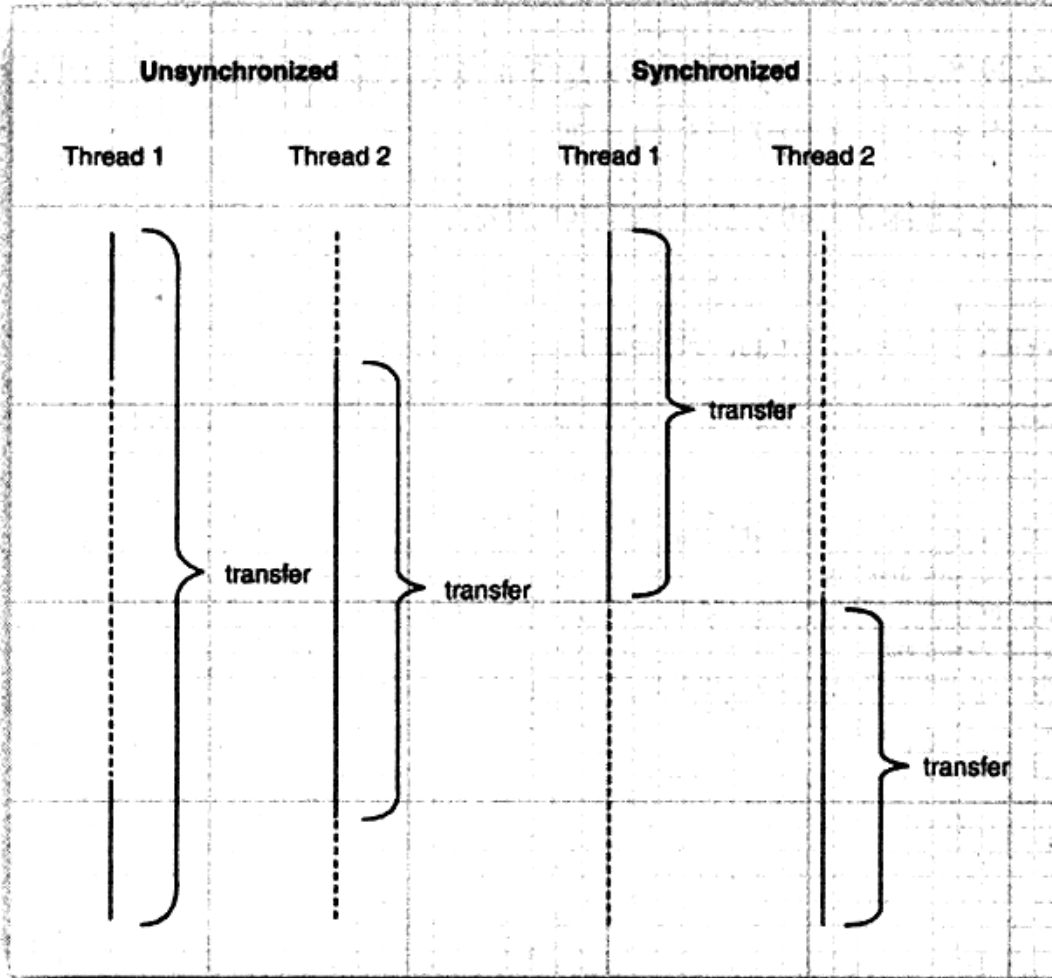 Unsynchronized
Synchronized
Thread 1
Thread 2
Thread 1
Thread 2
transfer
transfer
transfer
transfer